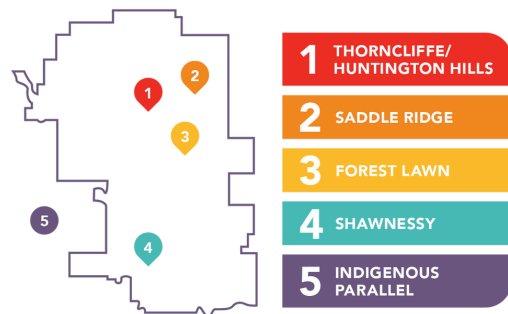 1
2
3
4
5
1 THORNCLIFFE/
HUNTINGTON HILLS
2 SADDLE RIDGE
3 FOREST LAWN
4 SHAWNESSY
5 INDIGENOUS
PARALLEL